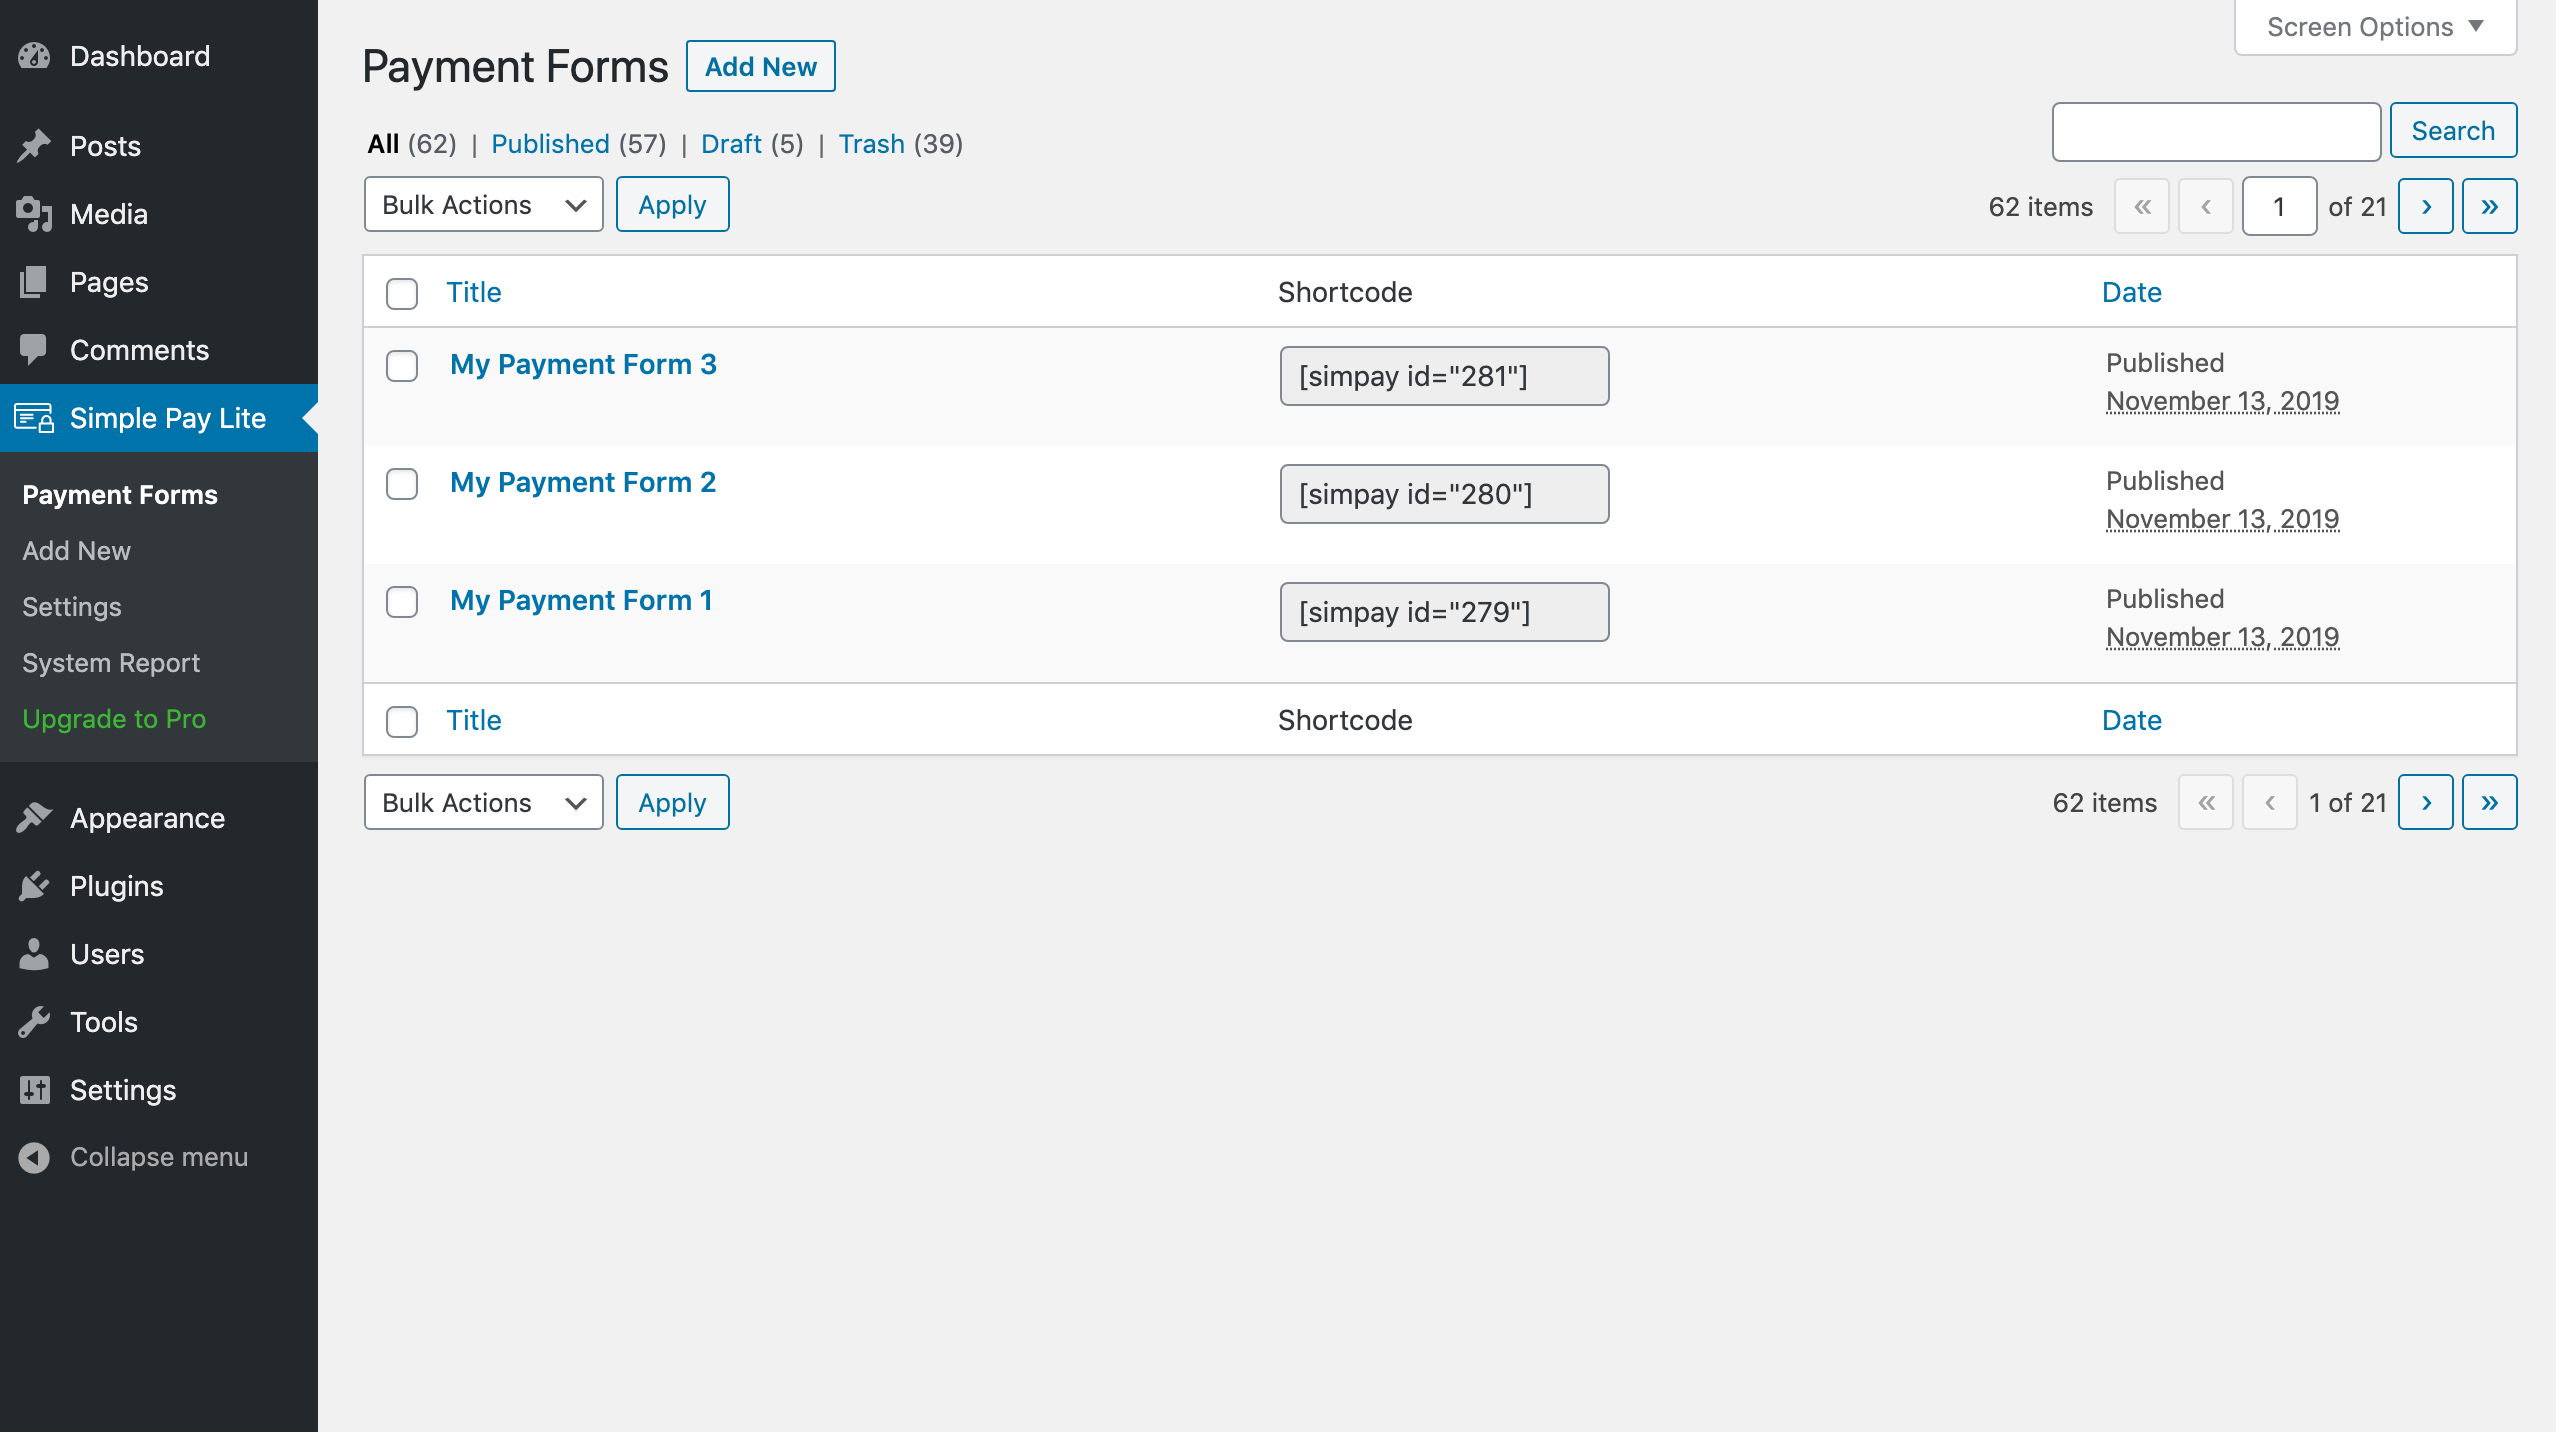 Dashboard
Posts
Media
Pages
Comments
Simple Pay Lite
Payment Forms
Add New
Settings
System Report
Upgrade to Pro
Appearance
Plugins
Users
Tools
Settings
Collapse menu
Screen Options ▼
Payment Forms Add New
All (62) | Published (57) | Draft (5) | Trash (39)
Search
Bulk Actions Apply
62 items « ‹ 1 of 21 › »
Title Shortcode Date
My Payment Form 3 [simpay id="281"] Published
November 13, 2019
My Payment Form 2 [simpay id="280"] Published
November 13, 2019
My Payment Form 1 [simpay id="279"] Published
November 13, 2019
Title Shortcode Date
Bulk Actions Apply
62 items « ‹ 1 of 21 › »